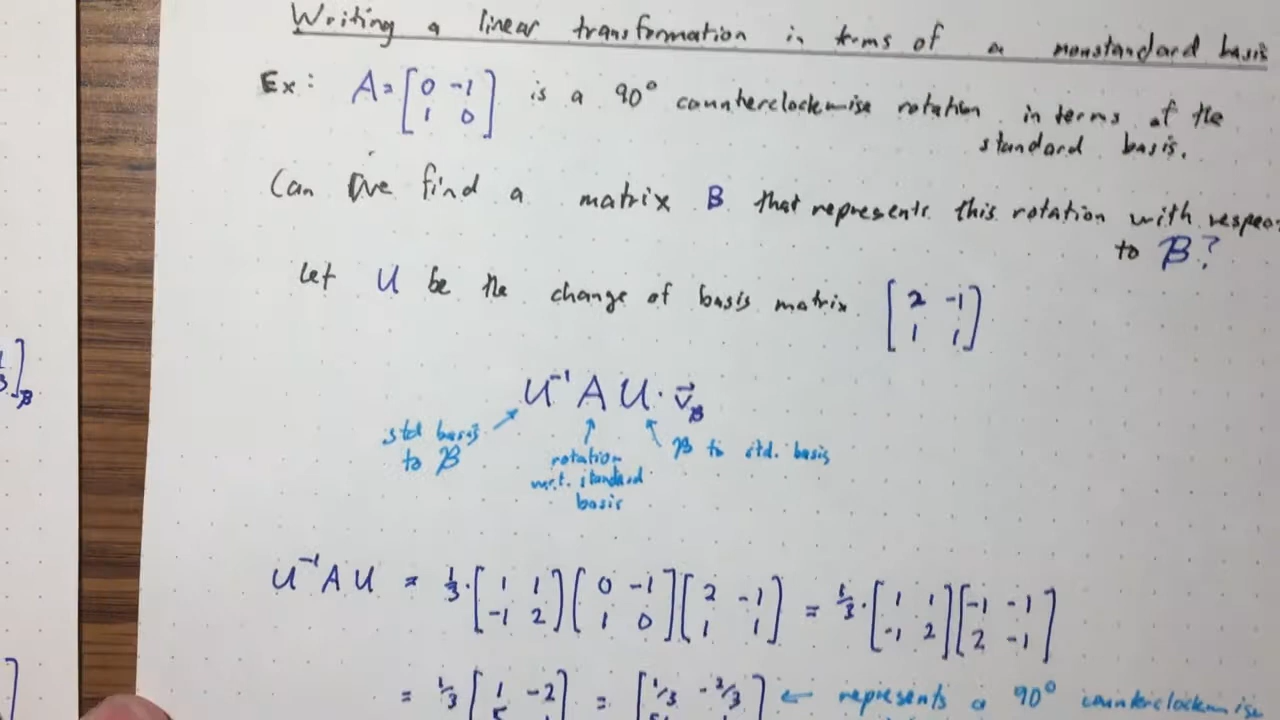 Writing a linear transformation in terms of a nonstandard basis
Ex: A = [0 -1; 1 0] is a 90° counterclockwise rotation in terms of the
standard basis.
Can we find a matrix B that represents this rotation with respect
to B?
Let U be the change of basis matrix [2 -1; 1 1]
U⁻¹ A U · v⃗_B
std basis
to B
rotation
w.r.t. standard
basis
B to std. basis
U⁻¹AU = 1/3 · [1 1; -1 2] [0 -1; 1 0] [2 -1; 1 1] = 1/3 · [1 1; -1 2] [-1 -1; 2 -1]
= 1/3 [1 -2; 5 = [1/3 -2/3 ← represents a 90° counterclockwise